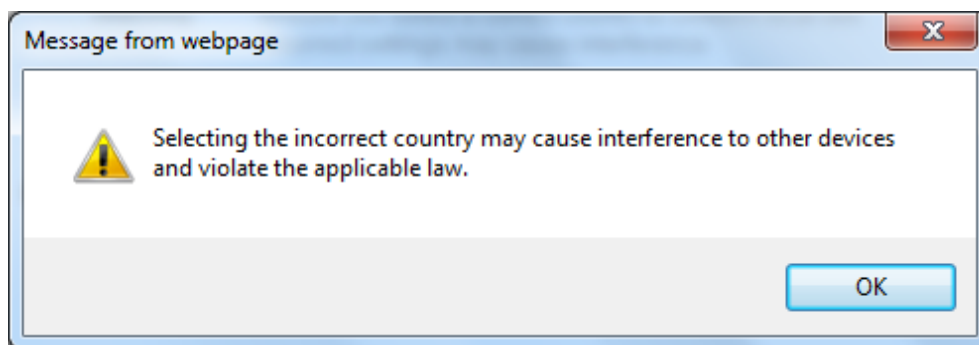 Message from webpage
Selecting the incorrect country may cause interference to other devices
and violate the applicable law.
OK